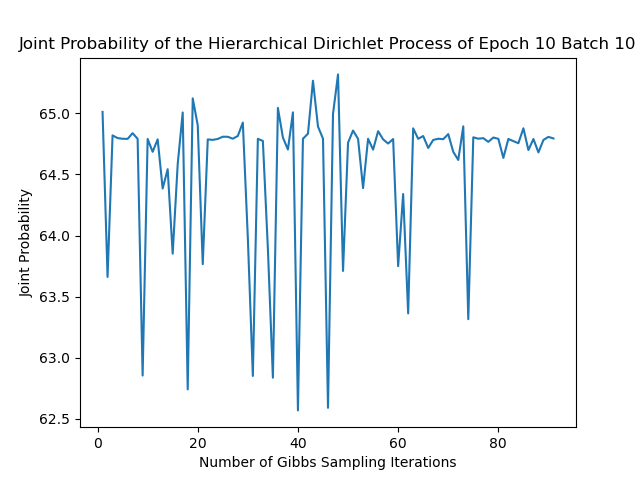 Joint Probability of the Hierarchical Dirichlet Process of Epoch 10 Batch 10
65.0
64.5
64.0
63.5
63.0
62.5
Joint Probability
0 20 40 60 80
Number of Gibbs Sampling Iterations